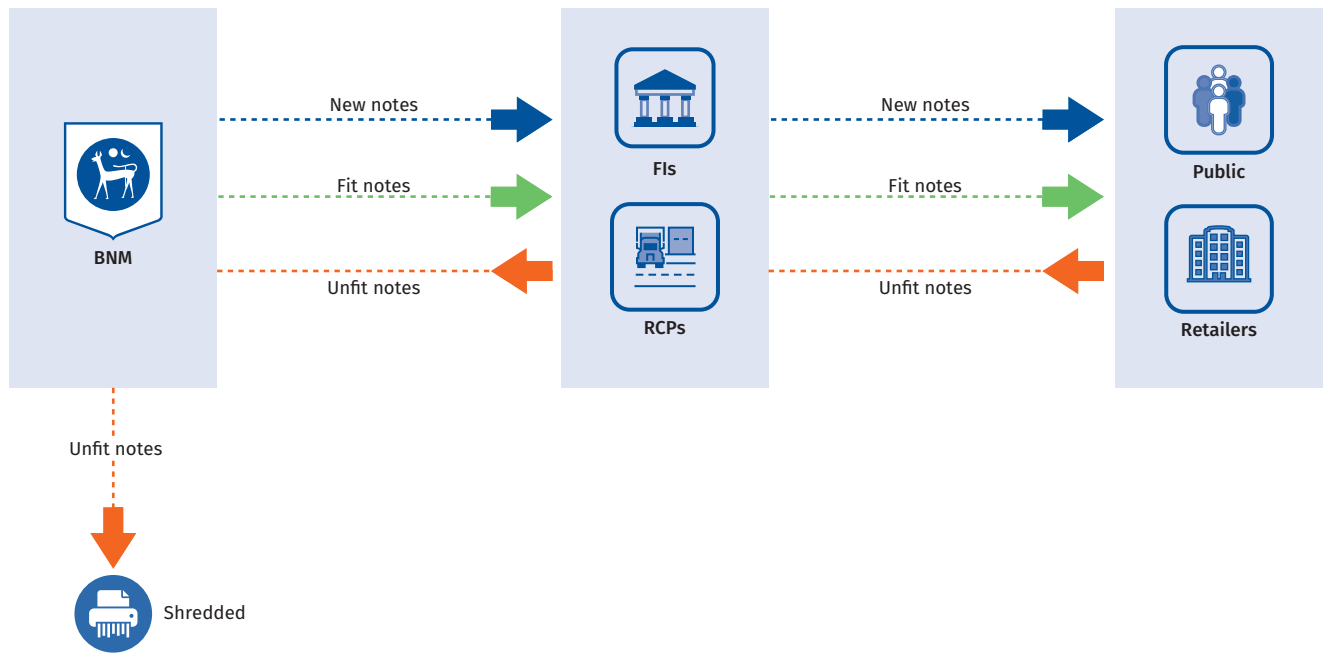 New notes
New notes
FIs
Public
Fit notes
Fit notes
BNM
Unfit notes
Unfit notes
RCPs
Retailers
Unfit notes
Shredded